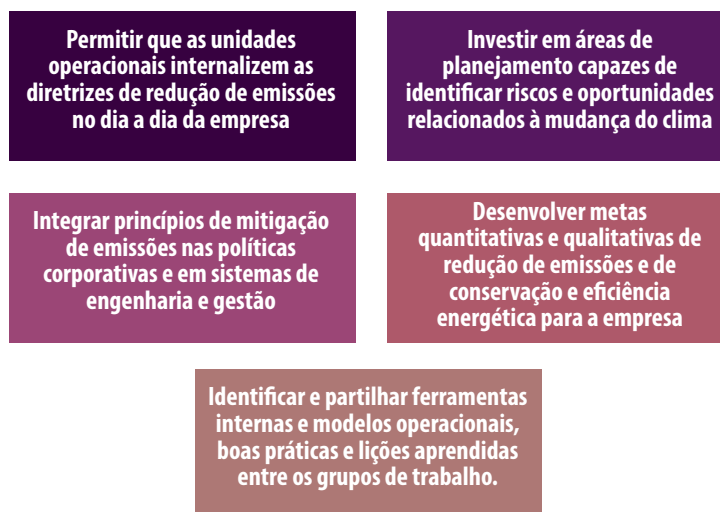 Permitir que as unidades
operacionais internalizem as
diretrizes de redução de emissões
no dia a dia da empresa
Investir em áreas de
planejamento capazes de
identificar riscos e oportunidades
relacionados à mudança do clima
Integrar princípios de mitigação
de emissões nas políticas
corporativas e em sistemas de
engenharia e gestão
Desenvolver metas
quantitativas e qualitativas de
redução de emissões e de
conservação e eficiência
energética para a empresa
Identificar e partilhar ferramentas
internas e modelos operacionais,
boas práticas e lições aprendidas
entre os grupos de trabalho.